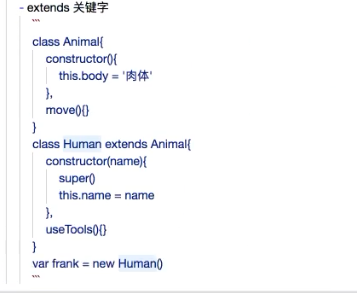 - extends 关键字
```
class Animal{
constructor(){
this.body = '肉体'
},
move(){}
}
class Human extends Animal{
constructor(name){
super()
this.name = name
},
useTools(){}
}
var frank = new Human()
```